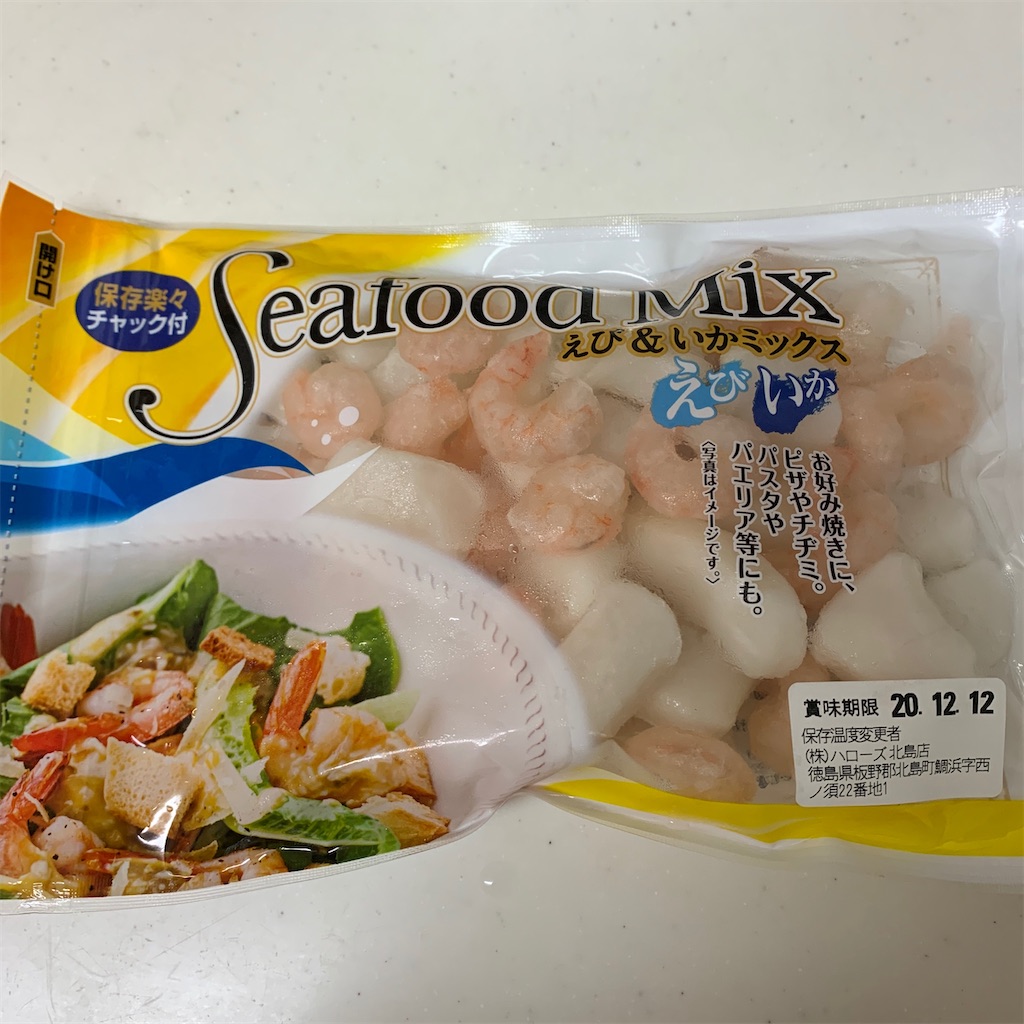 開け口
保存楽々
チャック付
Seafood Mix
えび&いかミックス
えび いか
お好み焼きに、
ピザやチヂミ。
パスタや
パエリア等にも。
〈写真はイメージです。〉
賞味期限 20. 12. 12
保存温度変更者
(株)ハローズ北島店
徳島県板野郡北島町鯛浜字西
ノ須22番地1